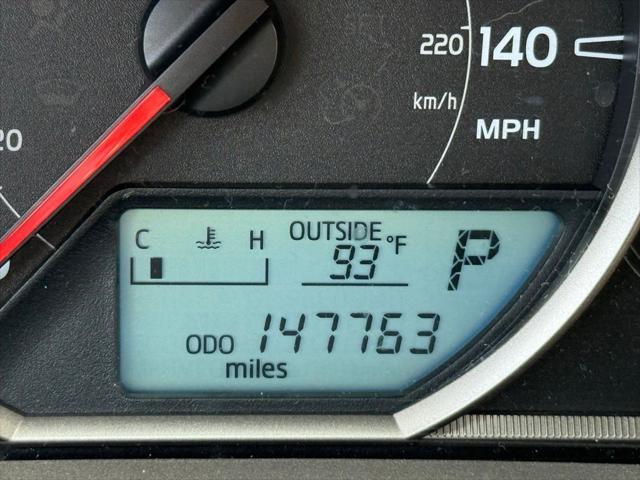 220 140
km/h
MPH
20
C H OUTSIDE 93 °F P
ODO 147763
miles